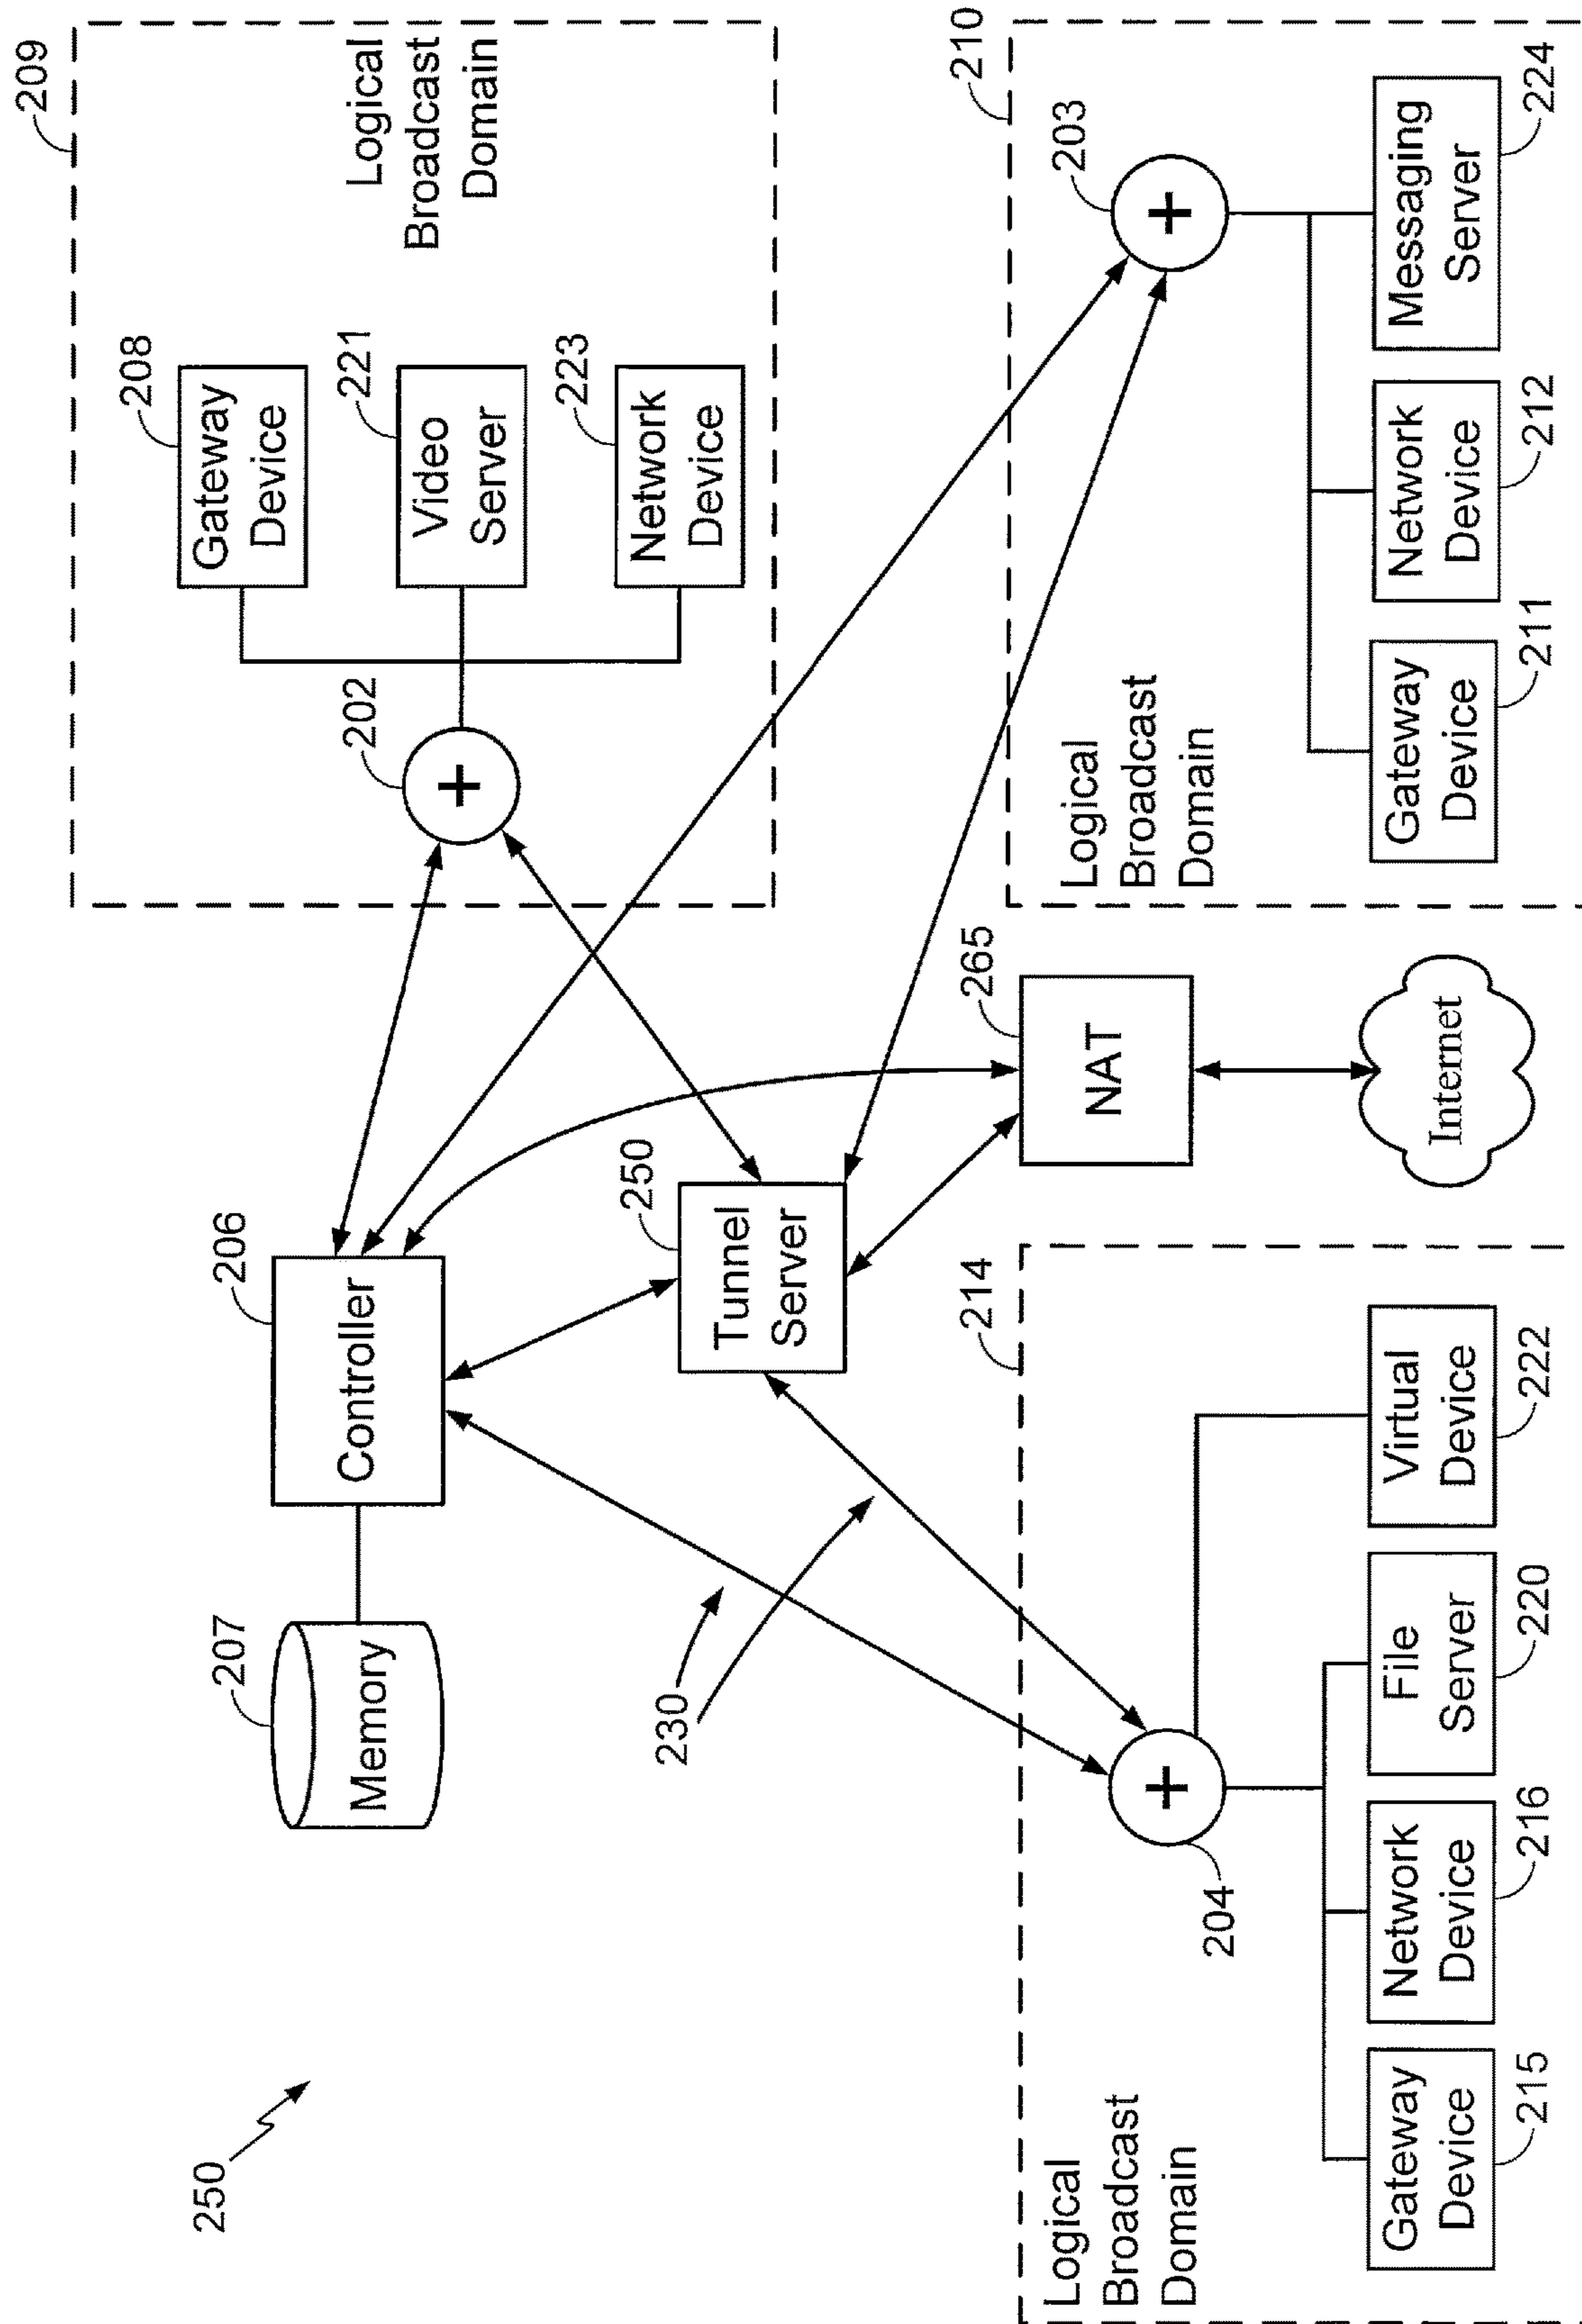 250
207
Memory
206
Controller
202
208
Gateway
Device
221
Video
Server
223
Network
Device
209
Logical
Broadcast
Domain
230
250
Tunnel
Server
265
NAT
Internet
214
Logical
Broadcast
Domain
204
Gateway
Device
215
Network
Device
216
File
Server
220
Virtual
Device
222
210
Logical
Broadcast
Domain
203
Gateway
Device
211
Network
Device
212
Messaging
Server
224